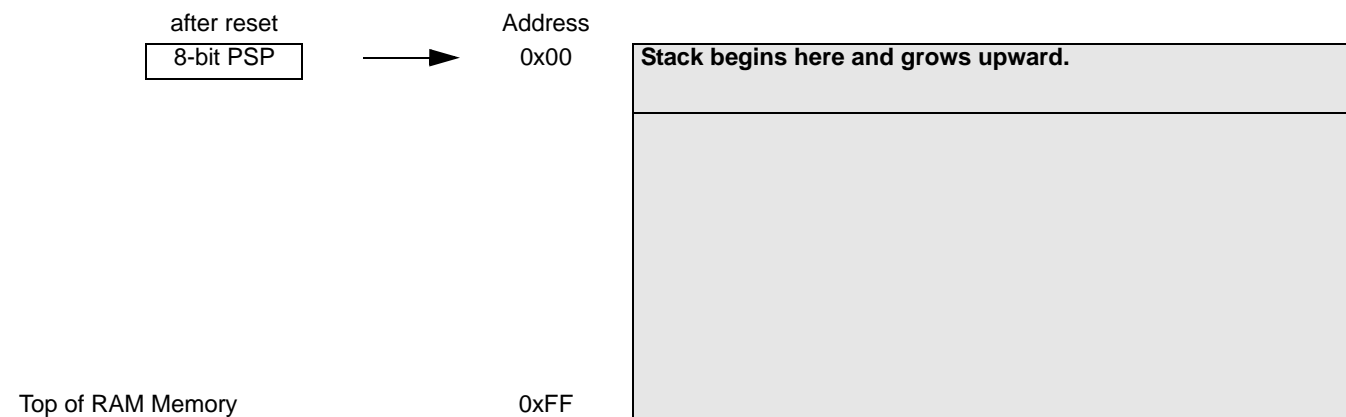 after reset Address
8-bit PSP 0x00 Stack begins here and grows upward.
Top of RAM Memory 0xFF